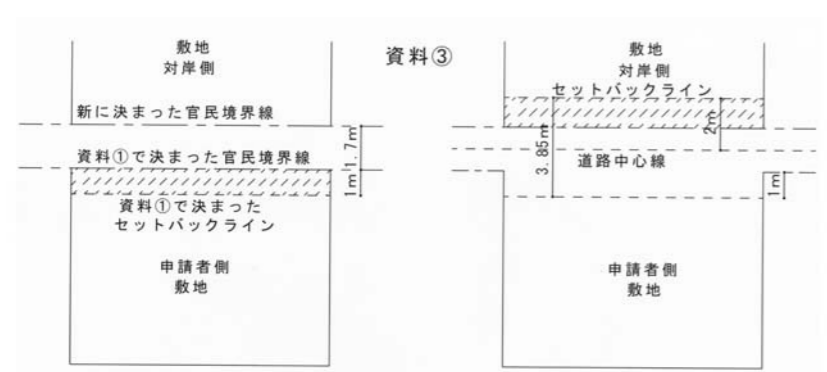 資料③
敷地
対岸側
新に決まった官民境界線
1.7m
資料①で決まった官民境界線
1m
資料①で決まった
セットバックライン
申請者側
敷地
敷地
対岸側
セットバックライン
2m
3.85m
道路中心線
1m
申請者側
敷地